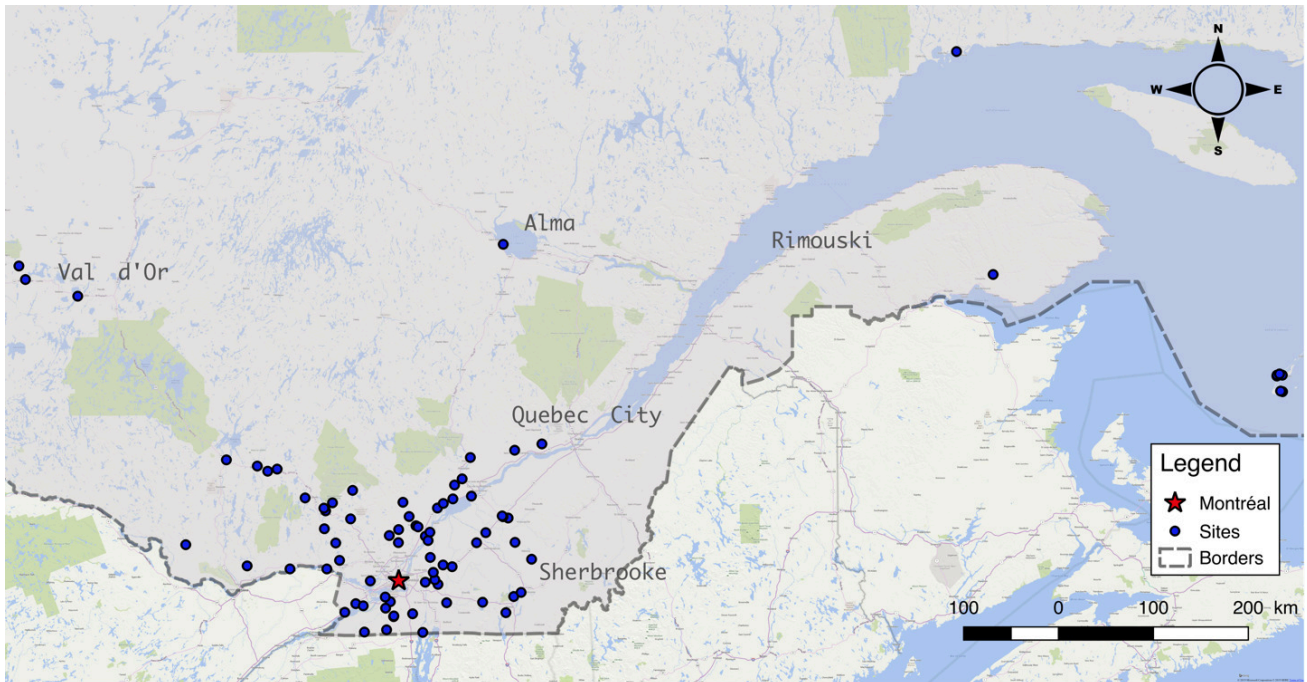 N
W E
S
Alma
Rimouski
Val d'Or
Quebec City
Sherbrooke
Legend
Montréal
Sites
Borders
100 0 100 200 km